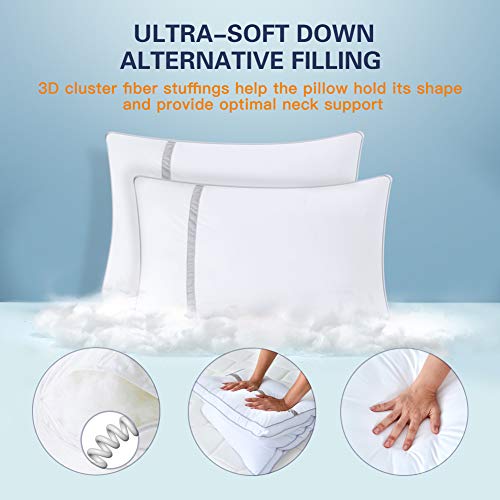 ULTRA-SOFT DOWN
ALTERNATIVE FILLING
3D cluster fiber stuffings help the pillow hold its shape
and provide optimal neck support